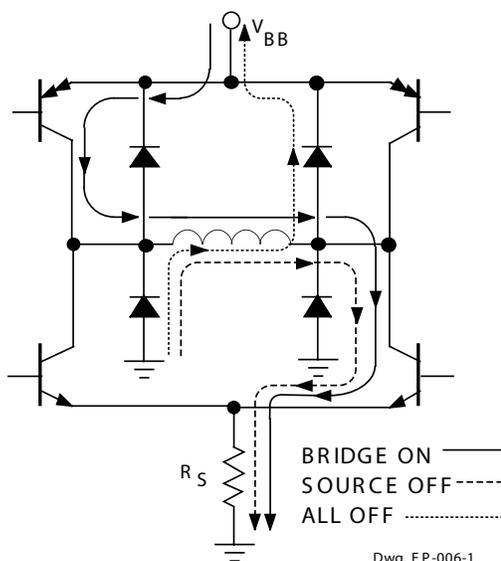 V BB
R S
BRIDGE ON
SOURCE OFF
ALL OFF
Dwg. EP-006-1